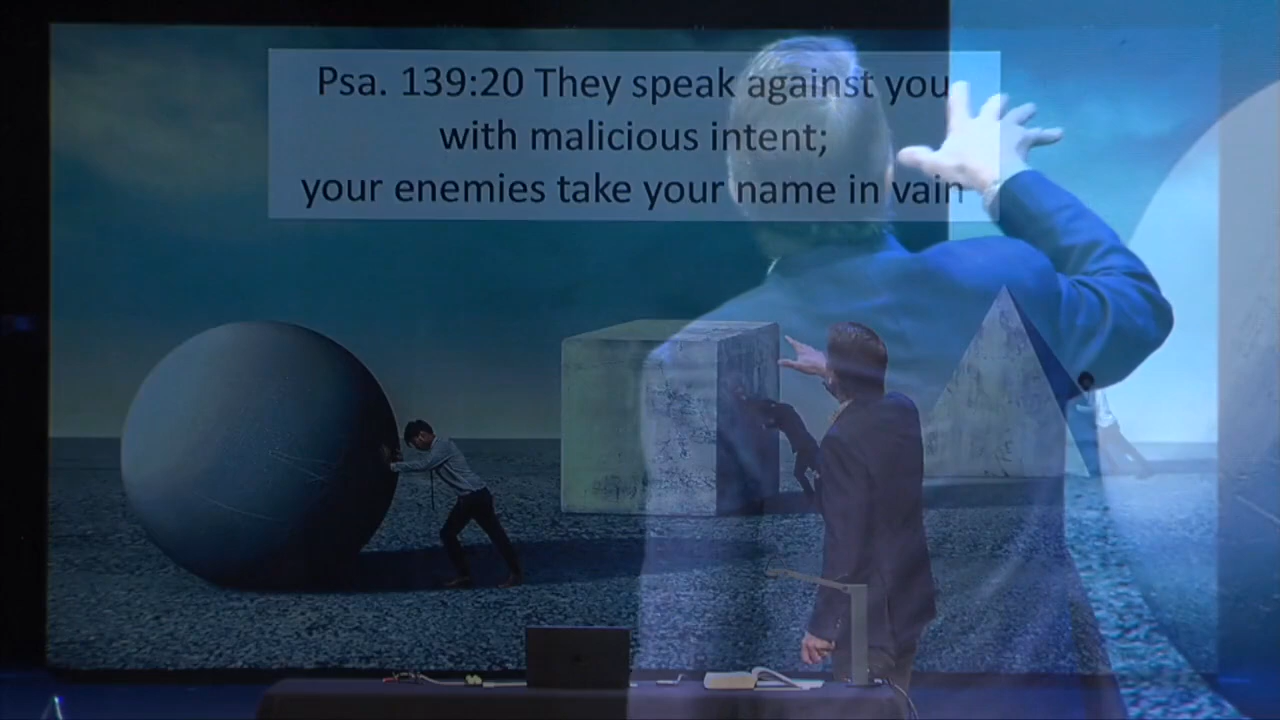 Psa. 139:20 They speak against you
with malicious intent;
your enemies take your name in vain